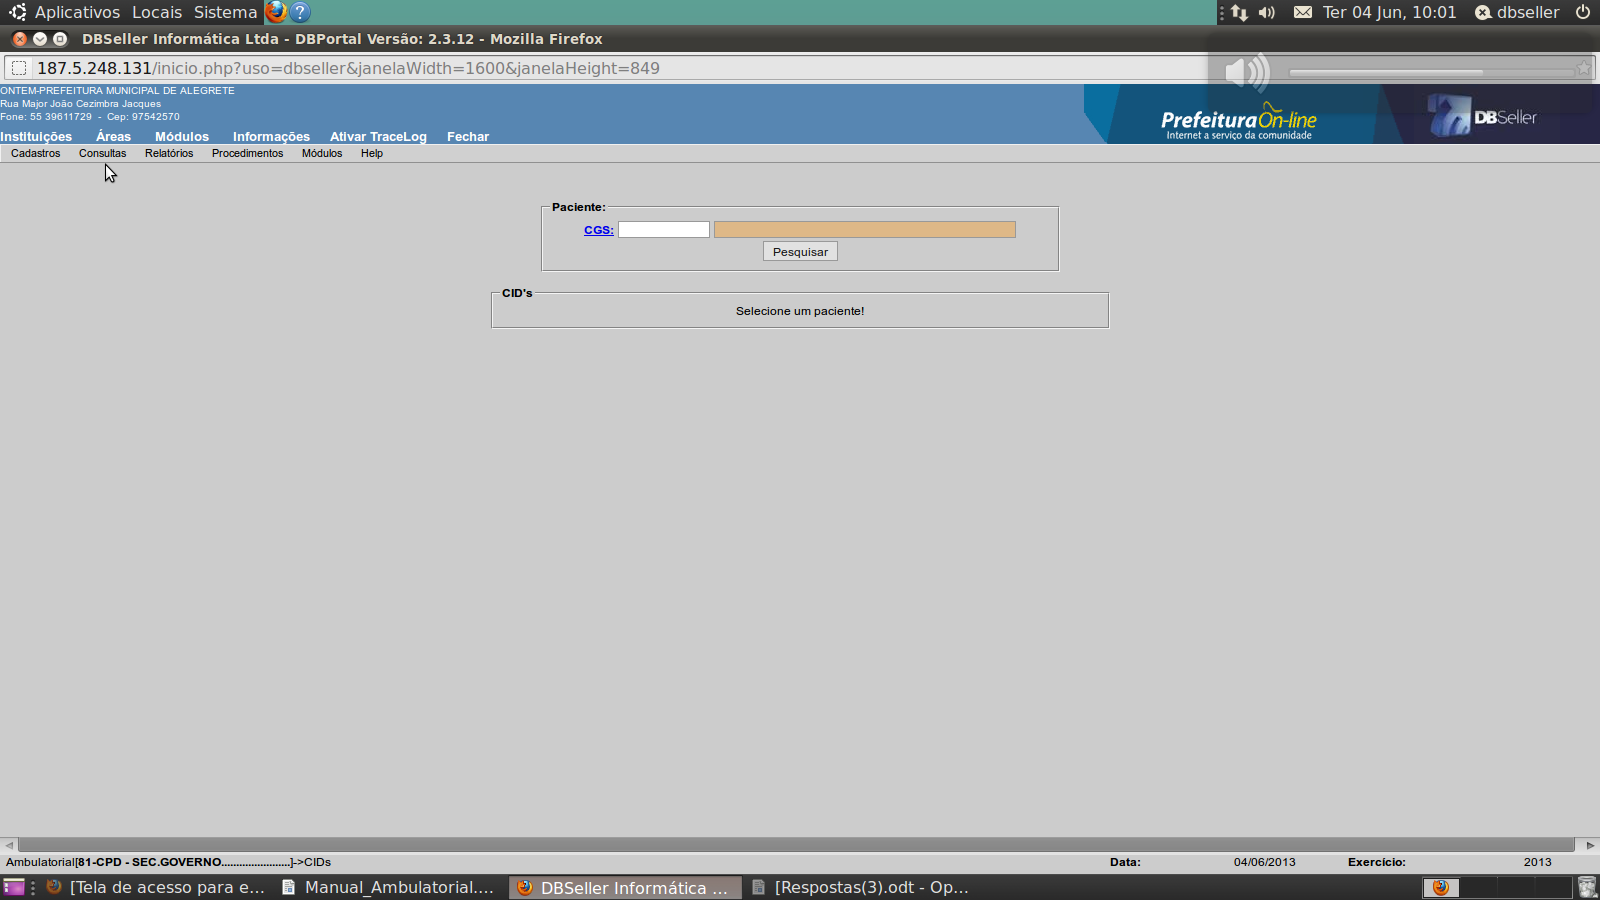 Aplicativos Locais Sistema ? Ter 04 Jun, 10:01 dbseller
DBSeller Informática Ltda - DBPortal Versão: 2.3.12 - Mozilla Firefox
187.5.248.131/inicio.php?uso=dbseller&janelaWidth=1600&janelaHeight=849
ONTEM-PREFEITURA MUNICIPAL DE ALEGRETE
Rua Major João Cezimbra Jacques
Fone: 55 39611729 - Cep: 97542570
PrefeituraOn-line
Internet a serviço da comunidade
DBSeller
Instituições Áreas Módulos Informações Ativar TraceLog Fechar
Cadastros Consultas Relatórios Procedimentos Módulos Help
Paciente:
CGS:
Pesquisar
CID's
Selecione um paciente!
Ambulatorial[81-CPD - SEC.GOVERNO.......................]->CIDs Data: 04/06/2013 Exercício: 2013
[Tela de acesso para e... Manual_Ambulatorial.... DBSeller Informática ... [Respostas(3).odt - Op...